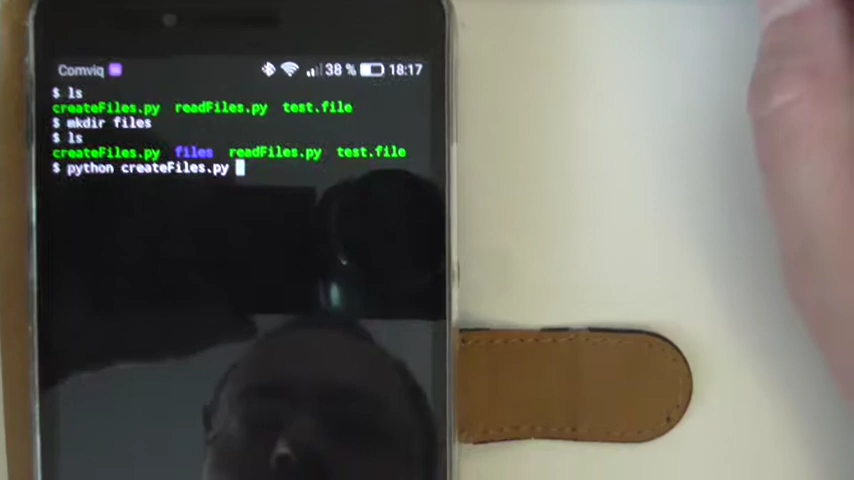 Comviq 38 % 18:17
$ ls
createFiles.py readFiles.py test.file
$ mkdir files
$ ls
createFiles.py files readFiles.py test.file
$ python createFiles.py